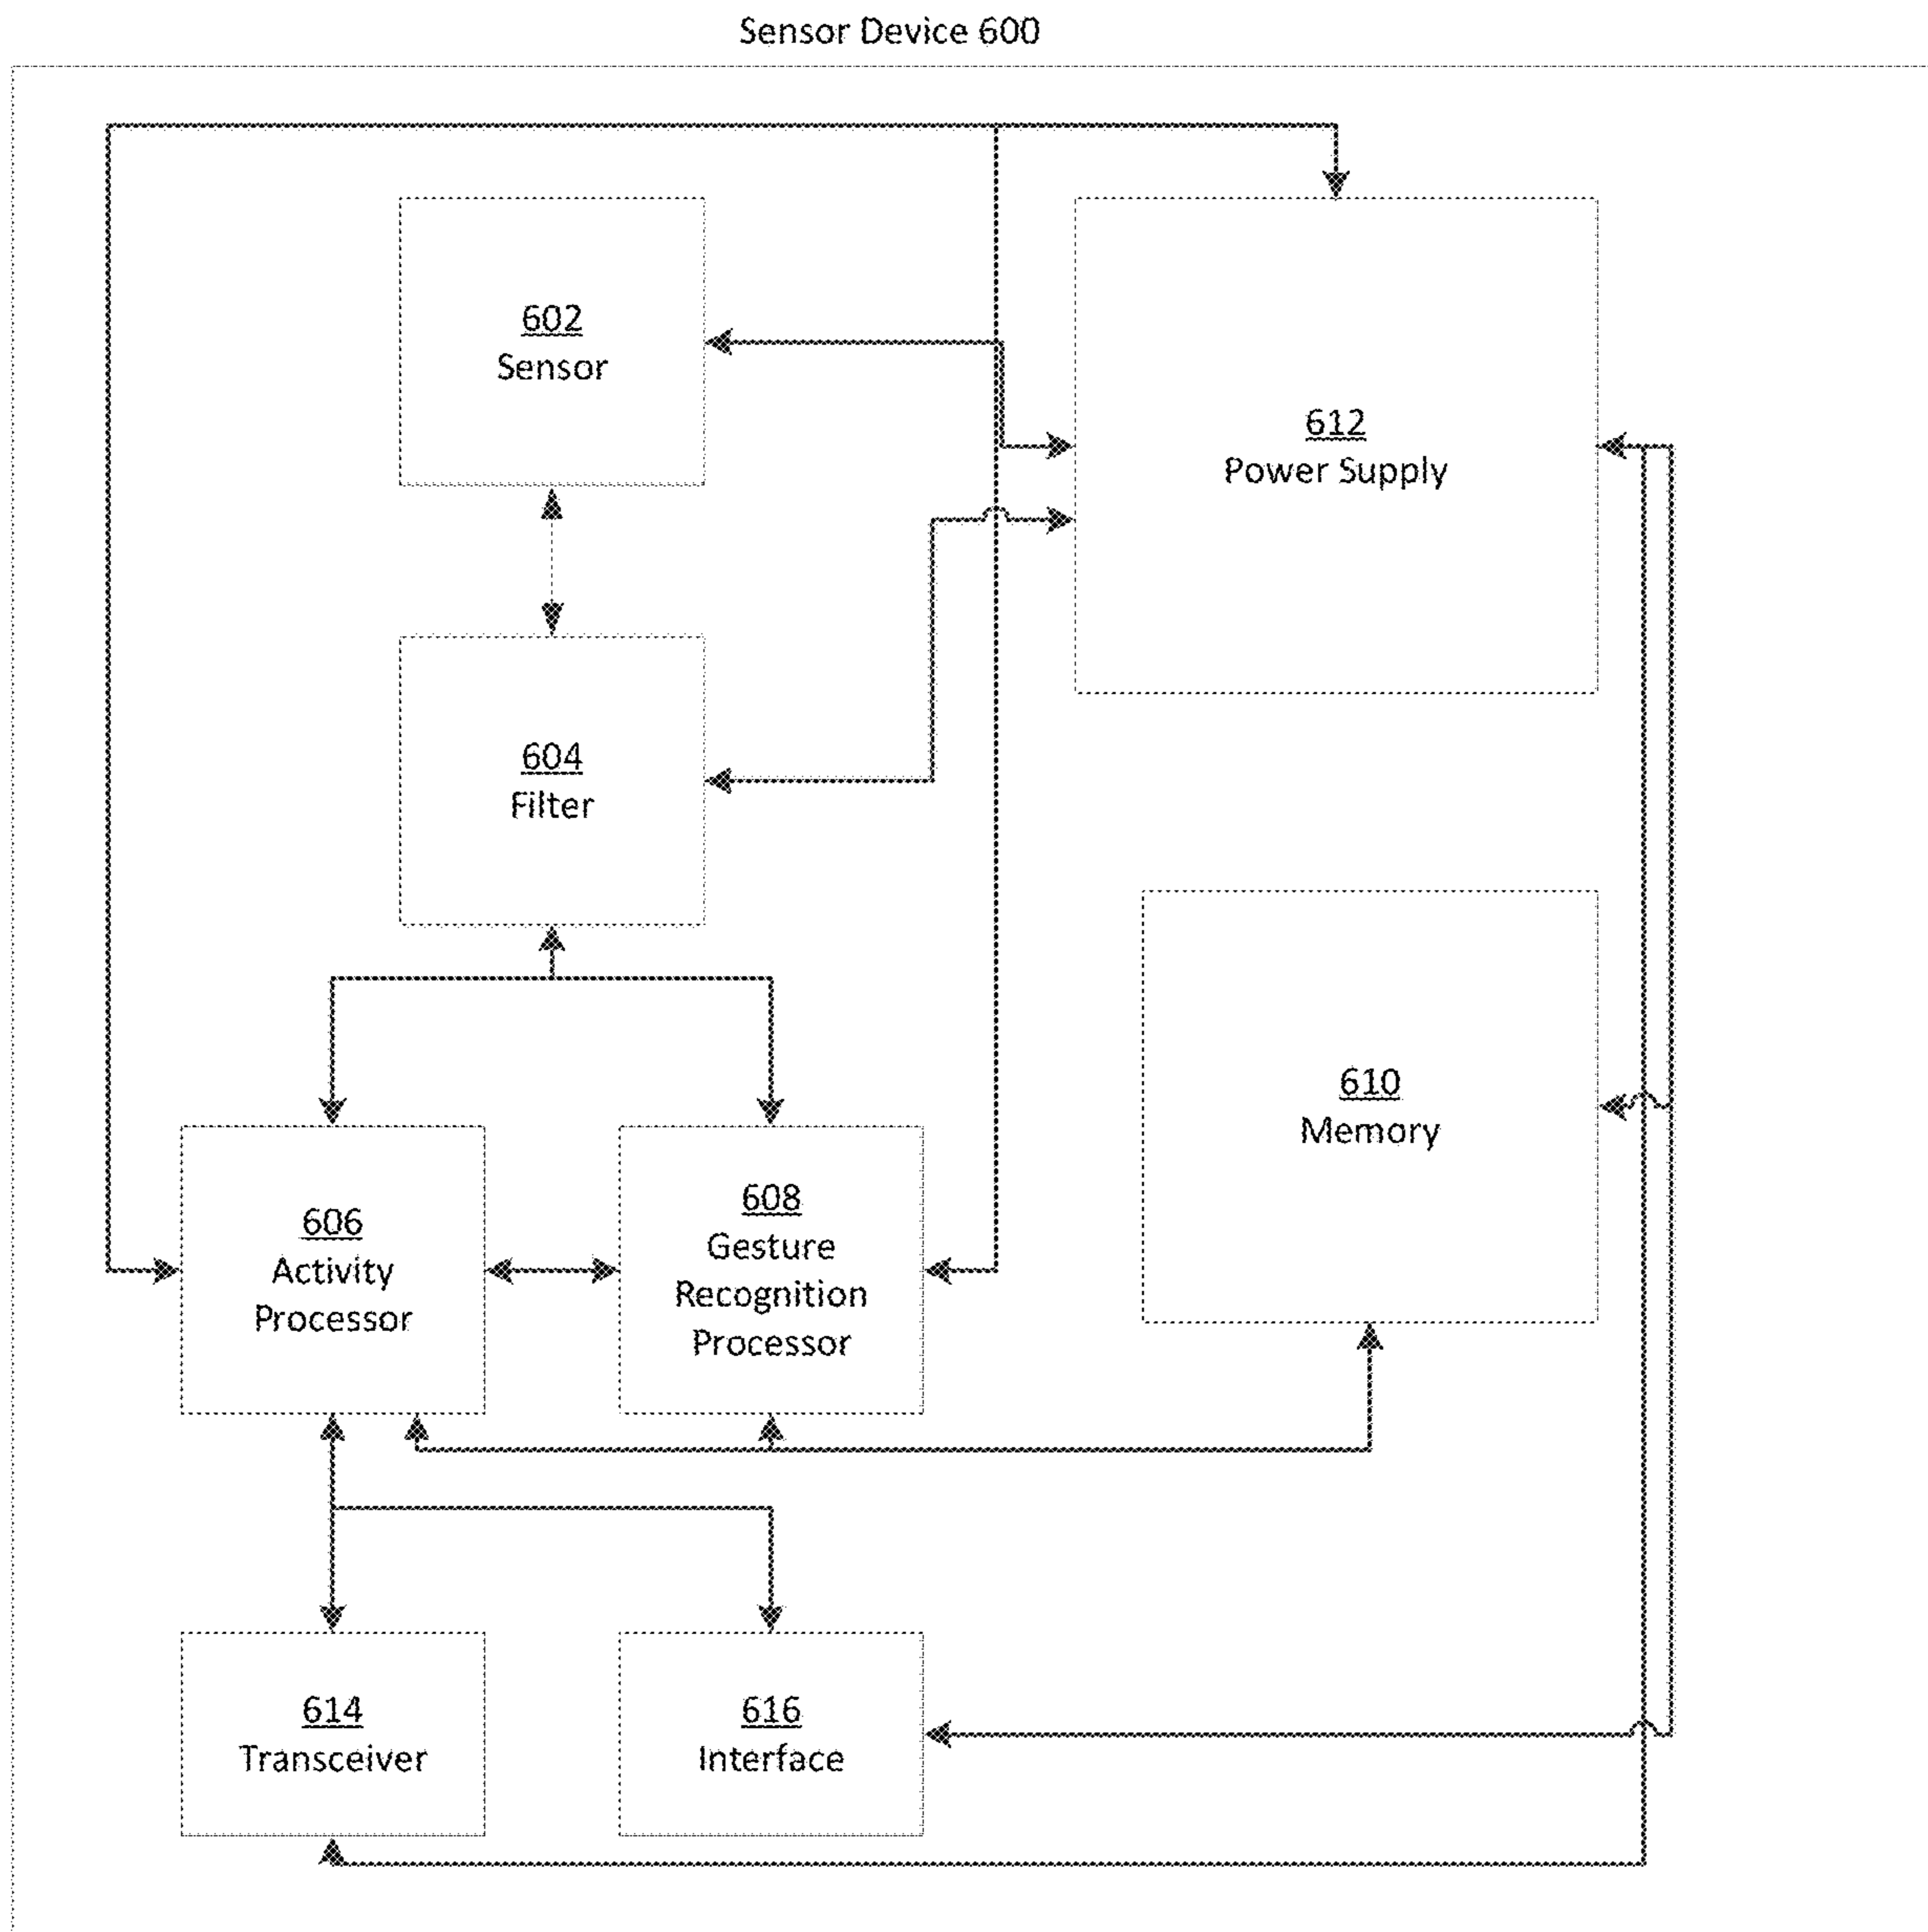 Sensor Device 600
602
Sensor
612
Power Supply
604
Filter
610
Memory
606
Activity
Processor
608
Gesture
Recognition
Processor
614
Transceiver
616
Interface